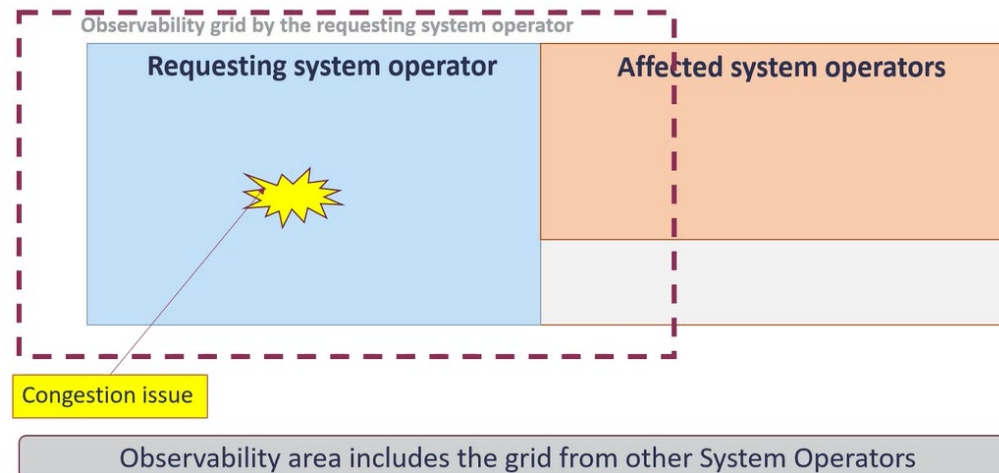 Observability grid by the requesting system operator
Requesting system operator
Affected system operators
Congestion issue
Observability area includes the grid from other System Operators